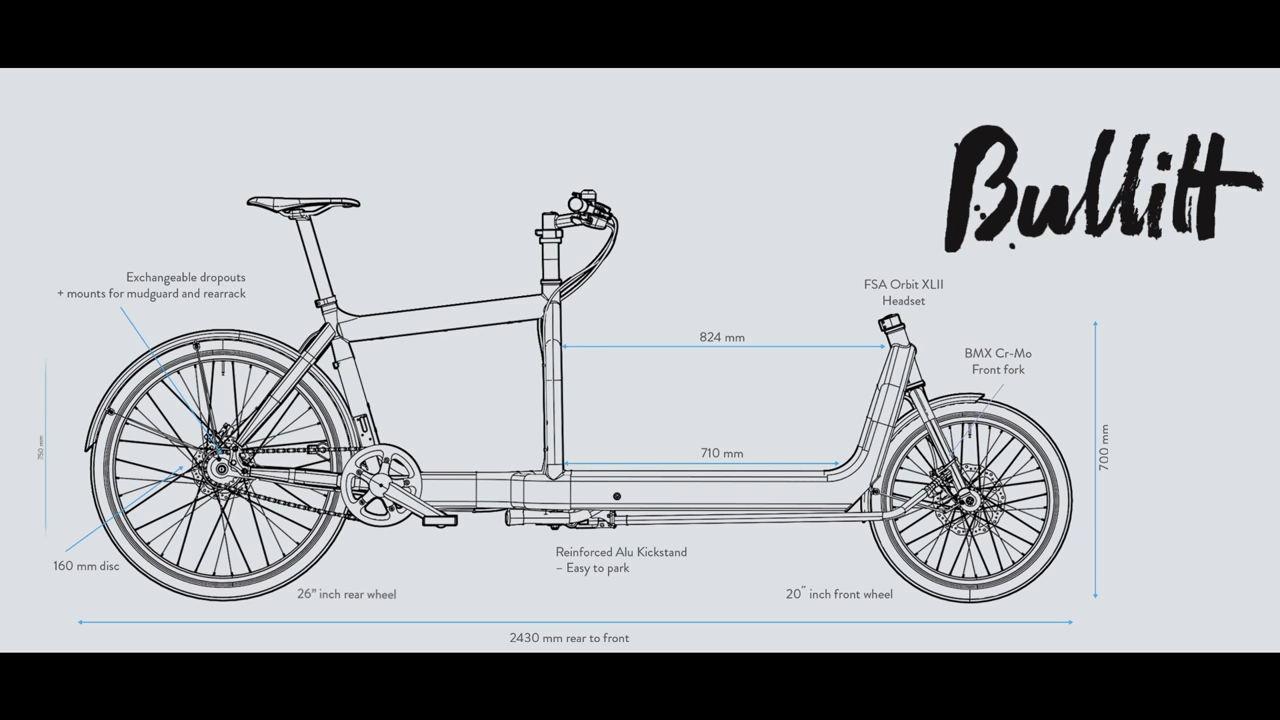 Bullitt
Exchangeable dropouts
+ mounts for mudguard and rearrack
FSA Orbit XLII
Headset
824 mm
BMX Cr-Mo
Front fork
750 mm
710 mm
700 mm
160 mm disc
Reinforced Alu Kickstand
– Easy to park
26” inch rear wheel
20˝ inch front wheel
2430 mm rear to front